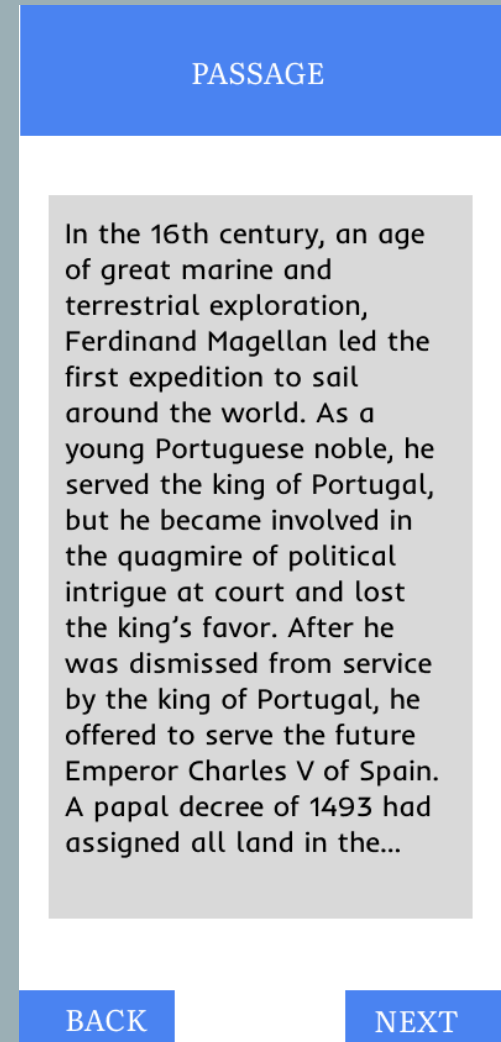 PASSAGE
In the 16th century, an age
of great marine and
terrestrial exploration,
Ferdinand Magellan led the
first expedition to sail
around the world. As a
young Portuguese noble, he
served the king of Portugal,
but he became involved in
the quagmire of political
intrigue at court and lost
the king’s favor. After he
was dismissed from service
by the king of Portugal, he
offered to serve the future
Emperor Charles V of Spain.
A papal decree of 1493 had
assigned all land in the...
BACK
NEXT